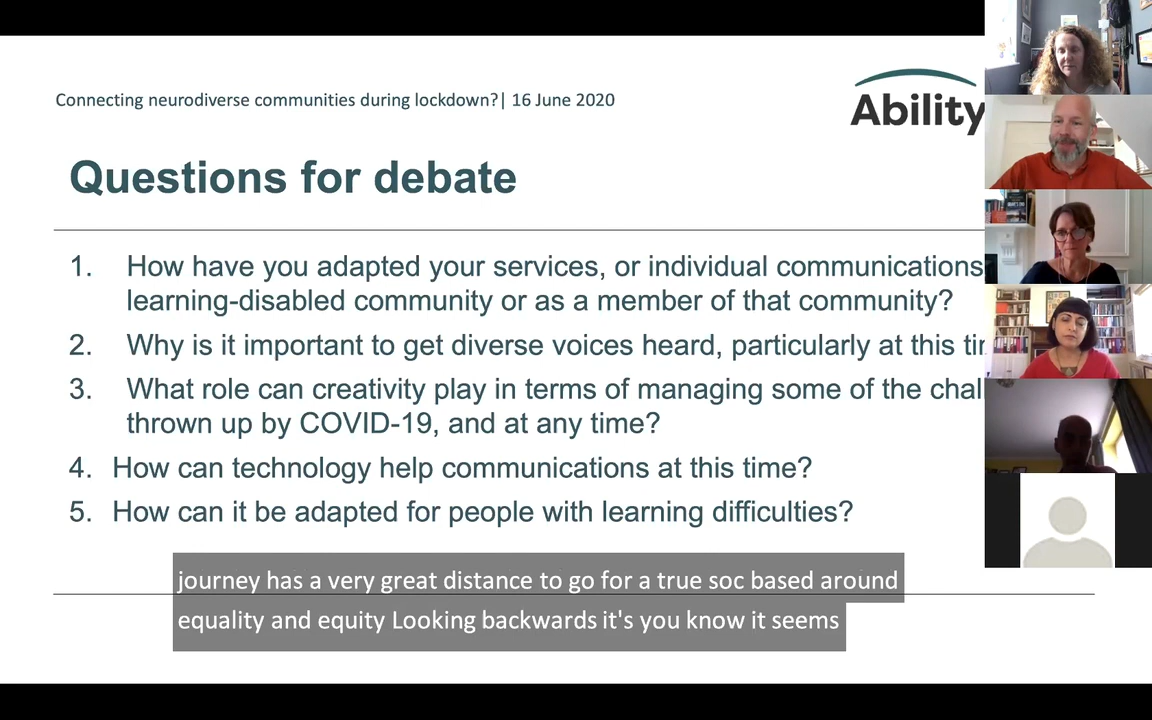 Connecting neurodiverse communities during lockdown?| 16 June 2020
Ability
Questions for debate
1. How have you adapted your services, or individual communications
learning-disabled community or as a member of that community?
2. Why is it important to get diverse voices heard, particularly at this
3. What role can creativity play in terms of managing some of the
thrown up by COVID-19, and at any time?
4. How can technology help communications at this time?
5. How can it be adapted for people with learning difficulties?
journey has a very great distance to go for a true soc based around
equality and equity Looking backwards it's you know it seems